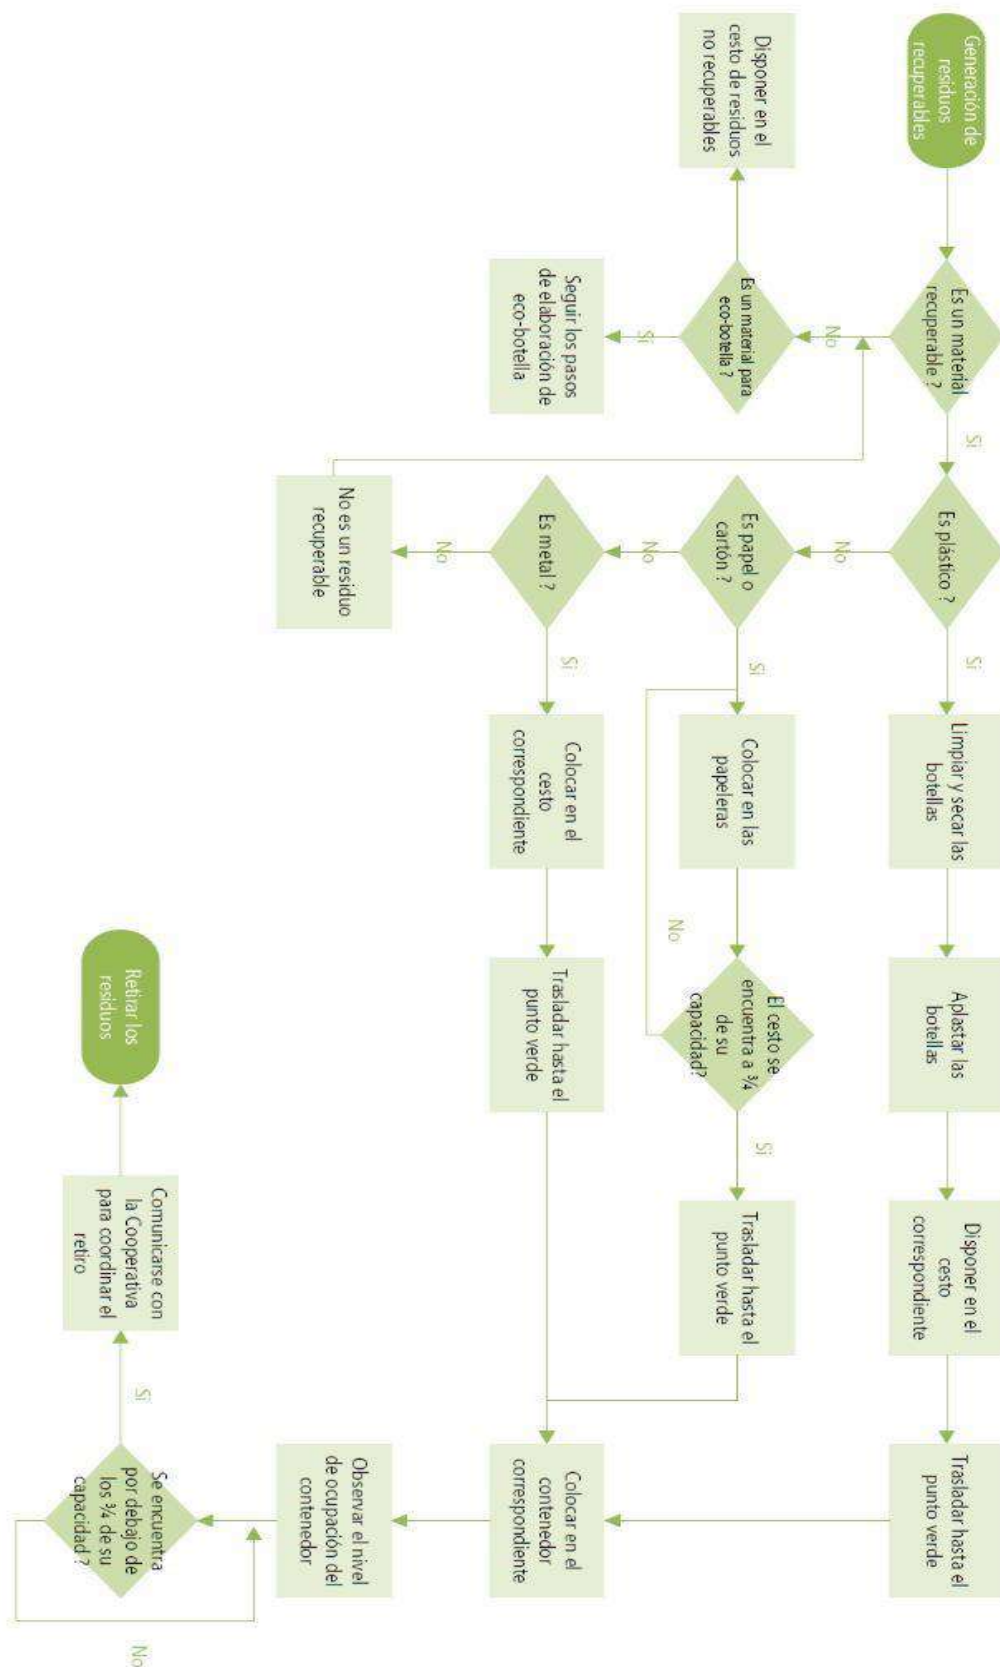 Generación de
residuos
recuperables
Es un material
recuperable ?
Si
Es plástico ?
Si
Limpiar y secar las
botellas
Aplastar las
botellas
Disponer en el
cesto
correspondiente
Trasladar hasta el
punto verde
No
No
Disponer en el
cesto de residuos
no recuperables
Es un material para
eco-botella ?
Es papel o
cartón ?
Si
Colocar en las
papeleras
El cesto se
encuentra a ¾
de su
capacidad?
Si
Trasladar hasta el
punto verde
No
Si
No
Seguir los pasos
de elaboración de
eco-botella
Es metal ?
Si
Colocar en el
cesto
correspondiente
Trasladar hasta el
punto verde
Colocar en el
contenedor
correspondiente
No
No es un residuo
recuperable
Observar el nivel
de ocupación del
contenedor
Retirar los
residuos
Comunicarse con
la Cooperativa
para coordinar el
retiro
Si
Se encuentra
por debajo de
los ¾ de su
capacidad ?
No